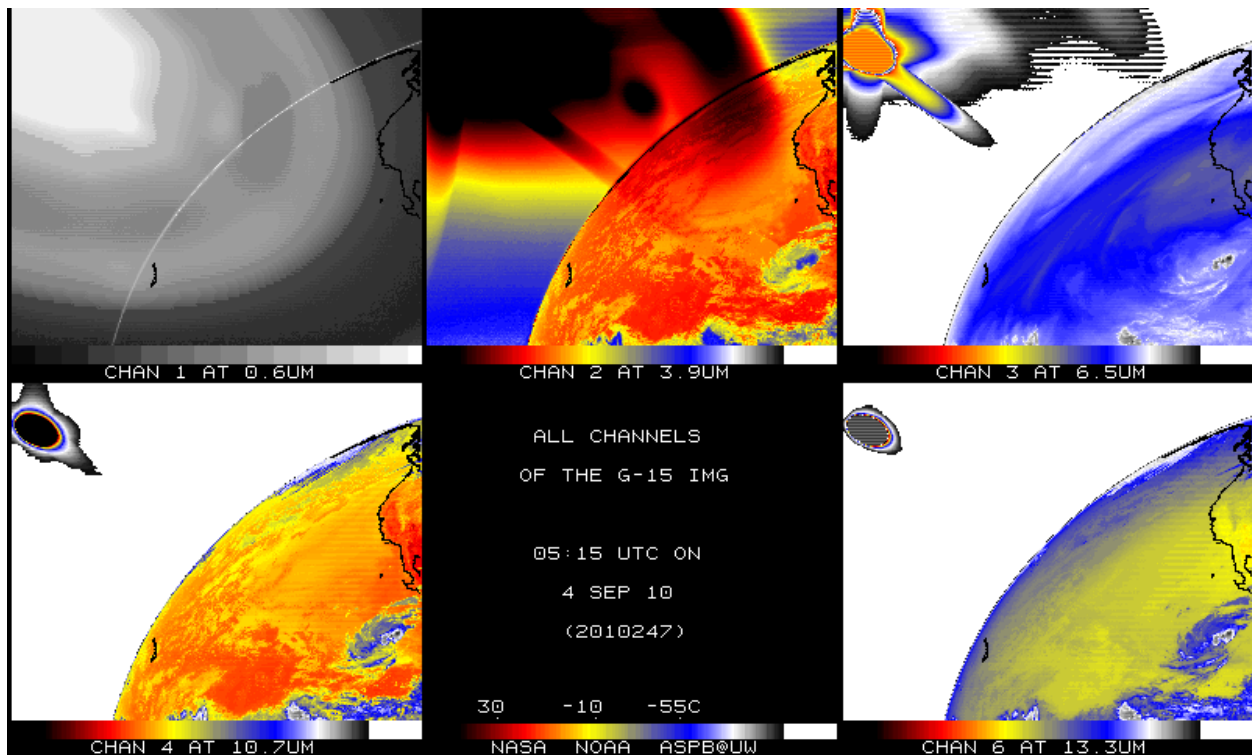 CHAN 1 AT 0.6UM
CHAN 2 AT 3.9UM
CHAN 3 AT 6.5UM
ALL CHANNELS
OF THE G-15 IMG
05:15 UTC ON
4 SEP 10
(2010247)
30 -10 -55C
CHAN 4 AT 10.7UM
NASA NOAA ASPB@UW
CHAN 6 AT 13.3UM